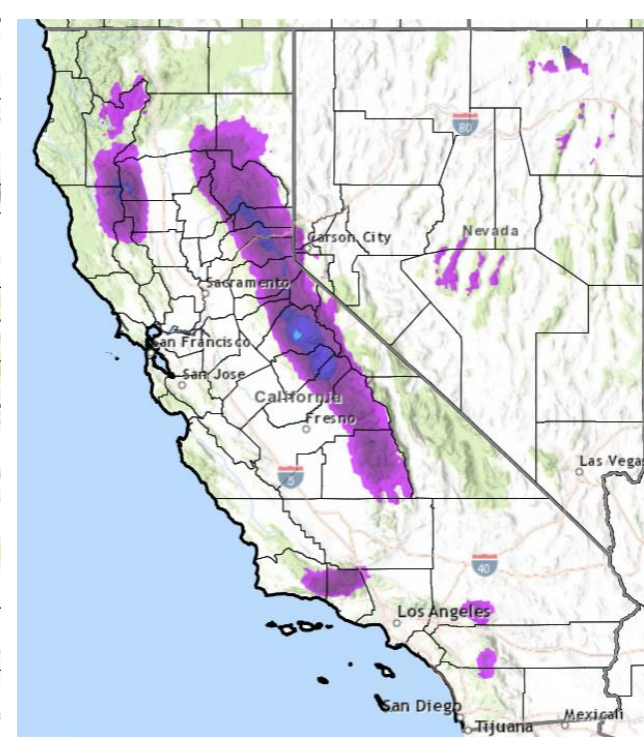 80
Carson City
Nevada
Sacramento
San Francisco
San Jose
California
Fresno
5
Las Vegas
40
Los Angeles
San Diego
Tijuana
Mexicali